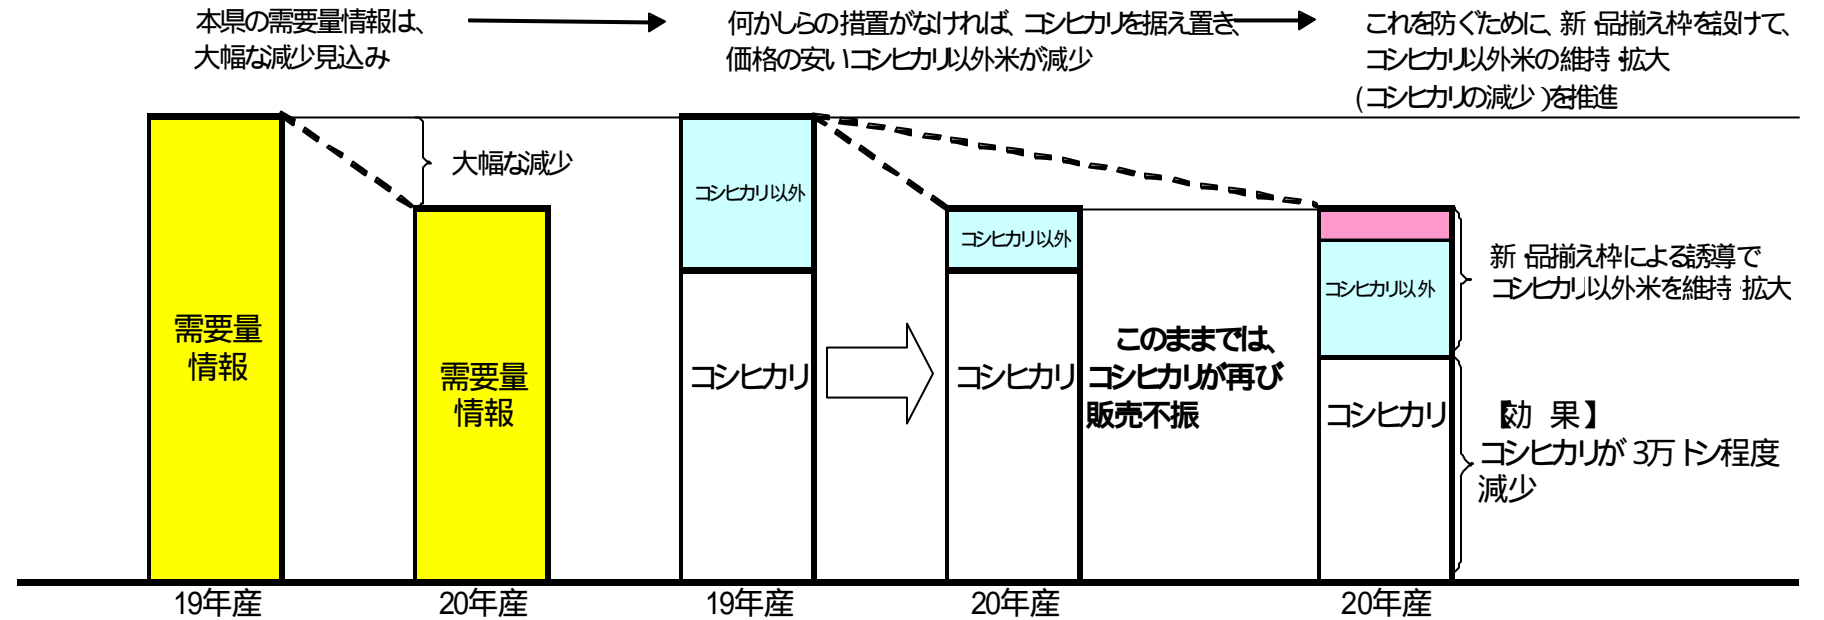 本県の需要量情報は、
大幅な減少見込み
何かしらの措置がなければ、コシヒカリを据え置き、
価格の安いコシヒカリ以外米が減少
これを防ぐために、新・品揃え枠を設けて、
コシヒカリ以外米の維持・拡大
(コシヒカリの減少)を推進
大幅な減少
コシヒカリ以外
コシヒカリ以外
コシヒカリ以外
新・品揃え枠による誘導で
コシヒカリ以外米を維持・拡大
需要量
情報
需要量
情報
コシヒカリ
コシヒカリ
このままでは、
コシヒカリが再び
販売不振
コシヒカリ
【効 果】
コシヒカリが3万トン程度
減少
19年産
20年産
19年産
20年産
20年産